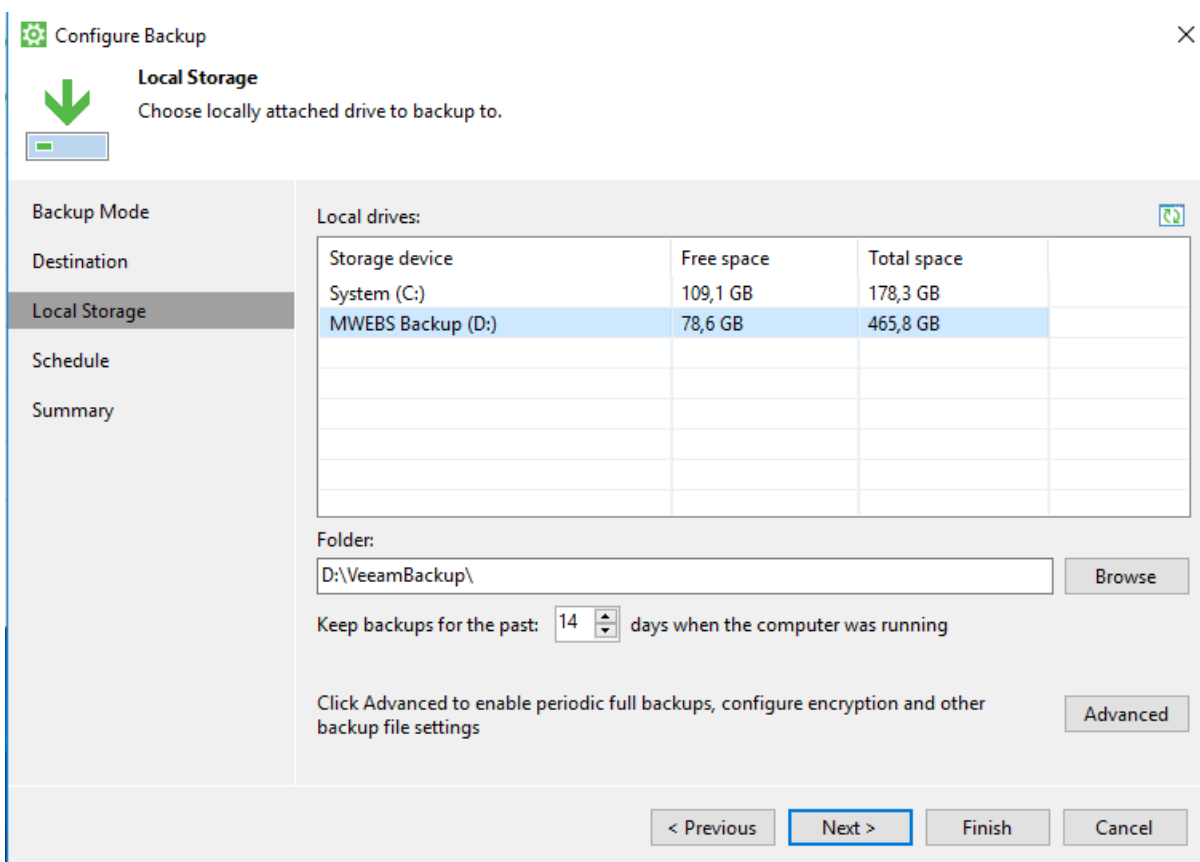 Configure Backup
Local Storage
Choose locally attached drive to backup to.
Backup Mode
Destination
Local Storage
Schedule
Summary
Local drives:
Storage device Free space Total space
System (C:) 109,1 GB 178,3 GB
MWEBS Backup (D:) 78,6 GB 465,8 GB
Folder:
D:\VeeamBackup\ Browse
Keep backups for the past: 14 days when the computer was running
Click Advanced to enable periodic full backups, configure encryption and other
backup file settings
Advanced
< Previous Next > Finish Cancel